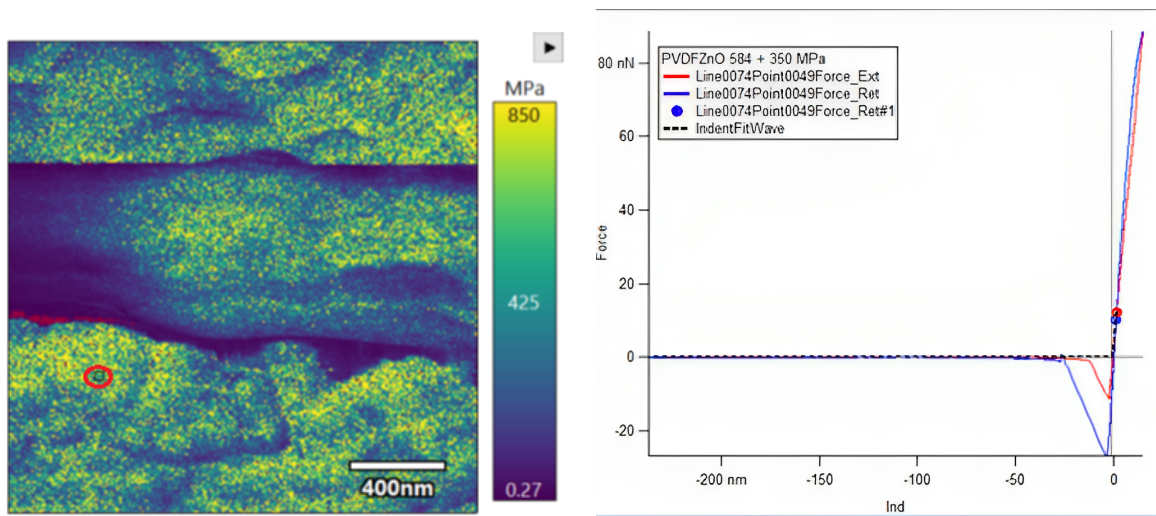 MPa
850
425
0.27
400nm
PVDFZnO 584 + 350 MPa
Line0074Point0049Force_Ext
Line0074Point0049Force_Ret
Line0074Point0049Force_Ret#1
IndentFitWave
80 nN
60
40
20
0
-20
Force
-200 nm
-150
-100
-50
0
Ind